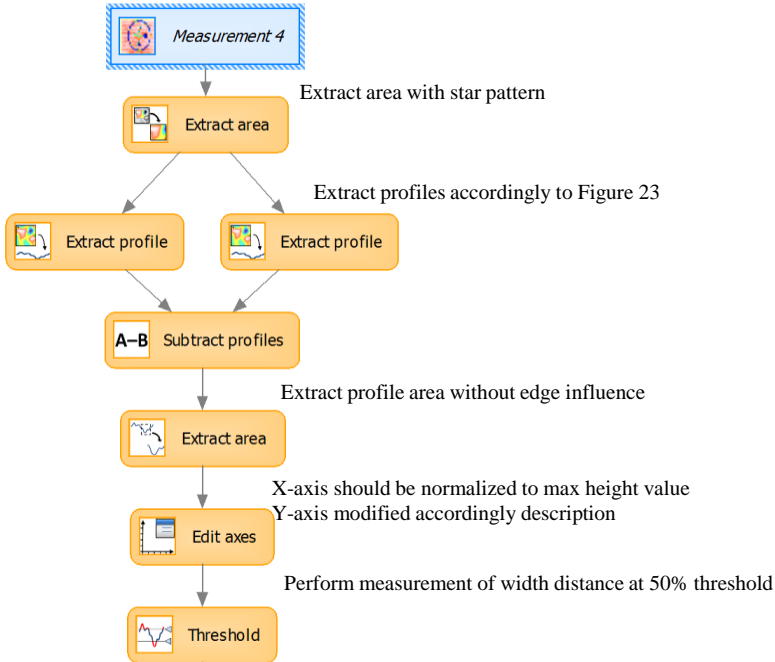 Measurement 4
Extract area with star pattern
Extract area
Extract profiles accordingly to Figure 23
Extract profile
Extract profile
A−B Subtract profiles
Extract profile area without edge influence
Extract area
X-axis should be normalized to max height value
Y-axis modified accordingly description
Edit axes
Perform measurement of width distance at 50% threshold
Threshold